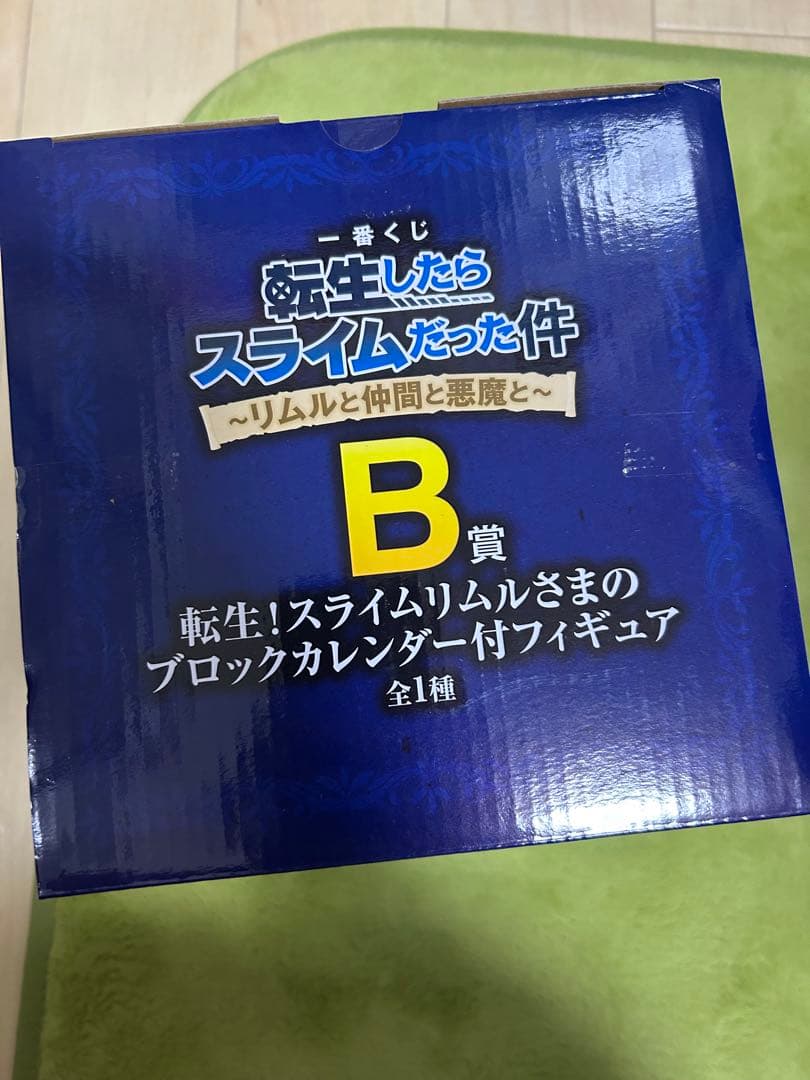 一番くじ
転生したら
スライムだった件
～リムルと仲間と悪魔と～
B賞
転生！スライムリムルさまの
ブロックカレンダー付フィギュア
全1種